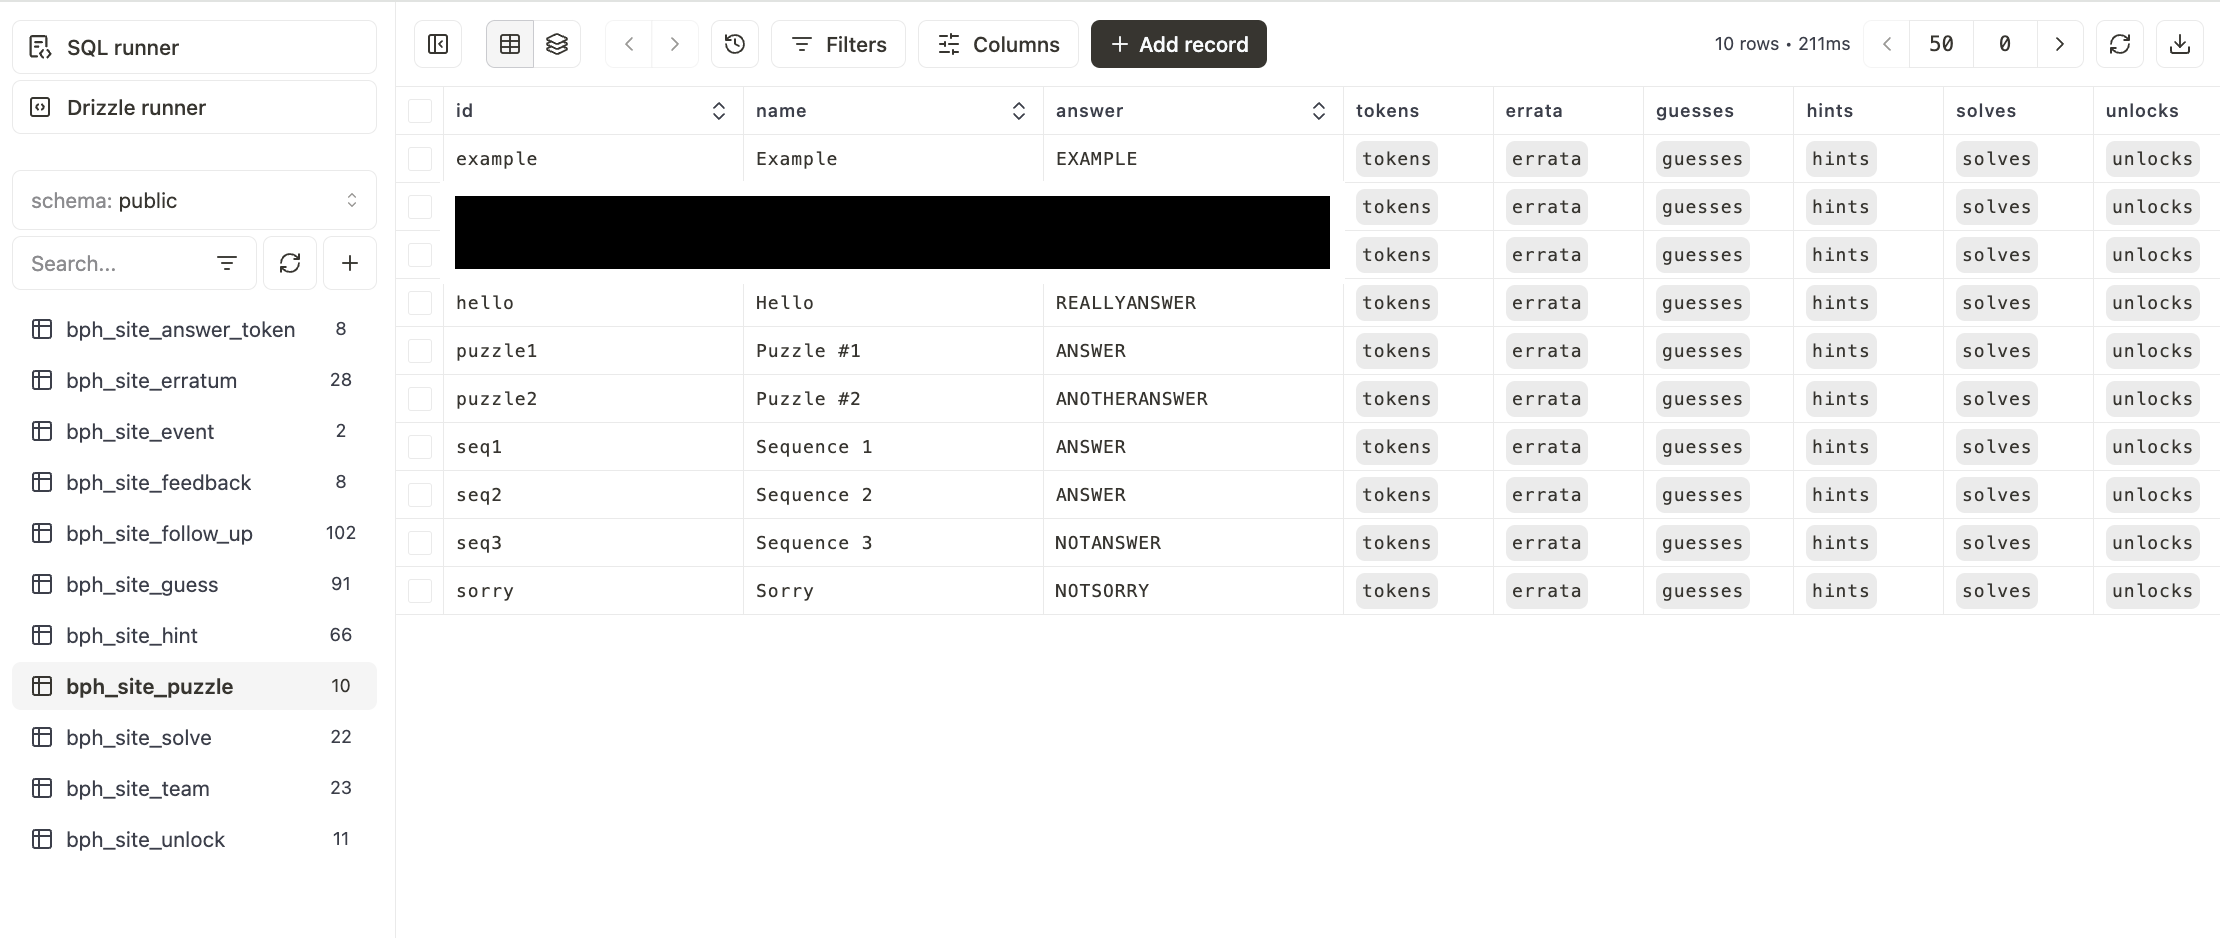 SQL runner
Drizzle runner
schema: public
Search...
bph_site_answer_token 8
bph_site_erratum 28
bph_site_event 2
bph_site_feedback 8
bph_site_follow_up 102
bph_site_guess 91
bph_site_hint 66
bph_site_puzzle 10
bph_site_solve 22
bph_site_team 23
bph_site_unlock 11
Filters Columns Add record 10 rows • 211ms 50 0
id name answer tokens errata guesses hints solves unlocks
example Example EXAMPLE tokens errata guesses hints solves unlocks
tokens errata guesses hints solves unlocks
tokens errata guesses hints solves unlocks
hello Hello REALLYANSWER tokens errata guesses hints solves unlocks
puzzle1 Puzzle #1 ANSWER tokens errata guesses hints solves unlocks
puzzle2 Puzzle #2 ANOTHERANSWER tokens errata guesses hints solves unlocks
seq1 Sequence 1 ANSWER tokens errata guesses hints solves unlocks
seq2 Sequence 2 ANSWER tokens errata guesses hints solves unlocks
seq3 Sequence 3 NOTANSWER tokens errata guesses hints solves unlocks
sorry Sorry NOTSORRY tokens errata guesses hints solves unlocks